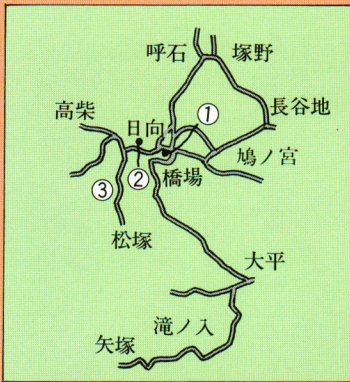 呼石
塚野
高柴
日向
①
長谷地
鳩ノ宮
③
②
橋場
松塚
大平
滝ノ入
矢塚